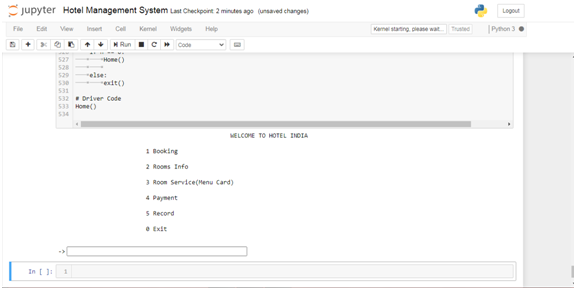 jupyter Hotel Management System Last Checkpoint: 2 minutes ago (unsaved changes) Logout
File Edit View Insert Cell Kernel Widgets Help Kernel starting, please wait... Trusted Python 3
Run Code
527 Home()
528
529 else:
530 exit()
531
532 # Driver Code
533 Home()
534
WELCOME TO HOTEL INDIA
1 Booking
2 Rooms Info
3 Room Service(Menu Card)
4 Payment
5 Record
0 Exit
->
In [ ]: 1